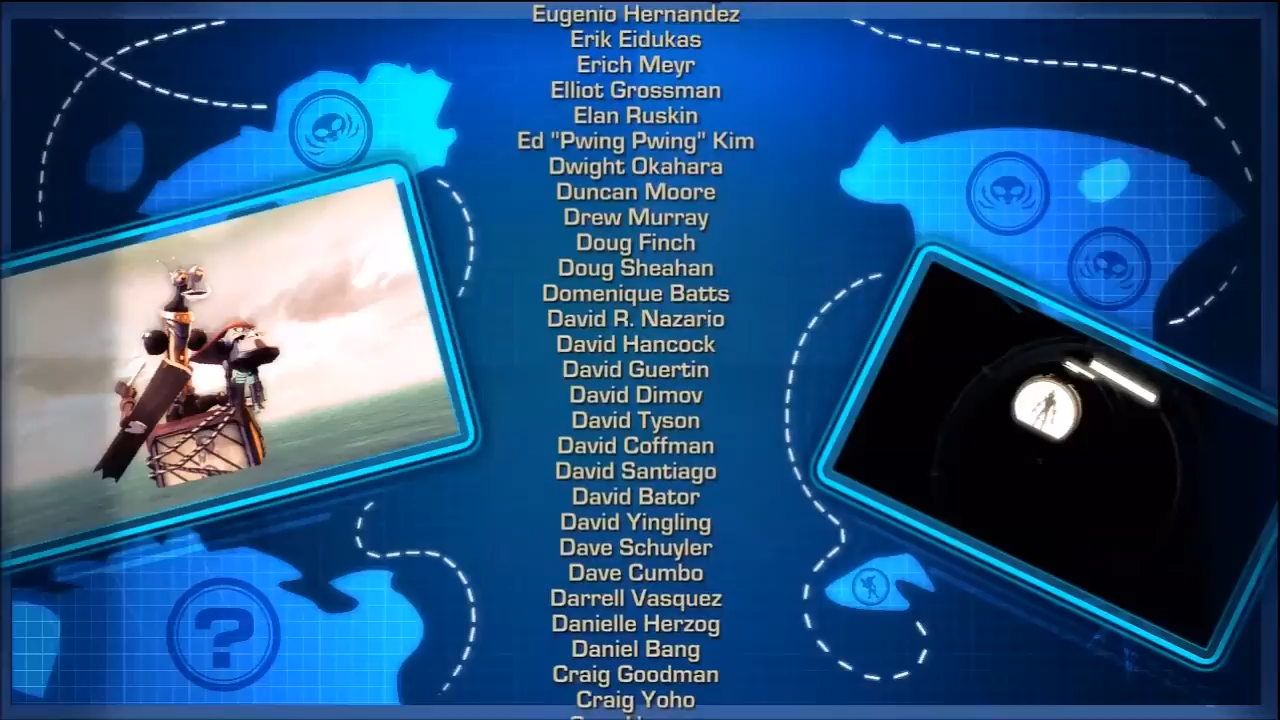 Eugenio Hernandez
Erik Eidukas
Erich Meyr
Elliot Grossman
Elan Ruskin
Ed "Pwing Pwing" Kim
Dwight Okahara
Duncan Moore
Drew Murray
Doug Finch
Doug Sheahan
Domenique Batts
David R. Nazario
David Hancock
David Guertin
David Dimov
David Tyson
David Coffman
David Santiago
David Bator
David Yingling
Dave Schuyler
Dave Cumbo
Darrell Vasquez
Danielle Herzog
Daniel Bang
Craig Goodman
Craig Yoho
?